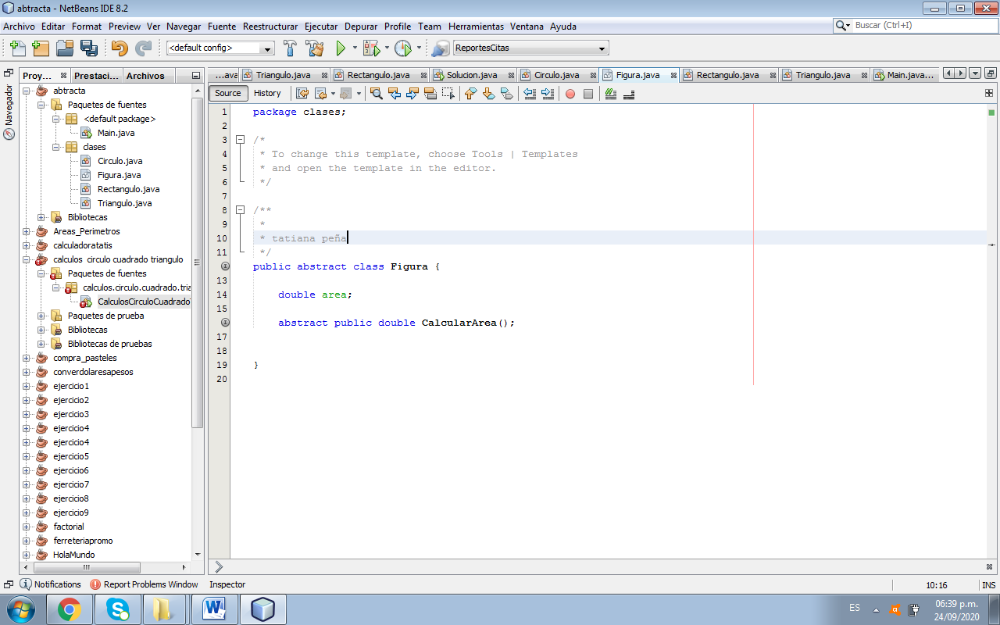 abtracta - NetBeans IDE 8.2
Archivo Editar Format Preview Ver Navegar Fuente Reestructurar Ejecutar Depurar Profile Team Herramientas Ventana Ayuda
Buscar (Ctrl+I)
<default config>
ReportesCitas
Proy... Prestaci... Archivos
...ava Triangulo.java Rectangulo.java Solucion.java Circulo.java Figura.java Rectangulo.java Triangulo.java Main.java...
Navegador
Source History
abtracta
Paquetes de fuentes
<default package>
Main.java
clases
Circulo.java
Figura.java
Rectangulo.java
Triangulo.java
Bibliotecas
Areas_Perimetros
calculadoratatis
calculos circulo cuadrado triangulo
Paquetes de fuentes
calculos.circulo.cuadrado.tria
CalculosCirculoCuadrado
Paquetes de prueba
Bibliotecas
Bibliotecas de pruebas
compra_pasteles
converdolaresapesos
ejercicio1
ejercicio2
ejercicio3
ejercicio4
ejercicio4
ejercicio5
ejercicio6
ejercicio7
ejercicio8
ejercicio9
factorial
ferreteriapromo
HolaMundo
1 package clases;
2
3 /*
4 * To change this template, choose Tools | Templates
5 * and open the template in the editor.
6 */
7
8 /**
9 *
10 * tatiana peña
11 */
public abstract class Figura {
13
14 double area;
15
abstract public double CalcularArea();
17
18
19 }
20
Notifications Report Problems Window Inspector
10:16 INS
ES
06:39 p.m.
24/09/2020